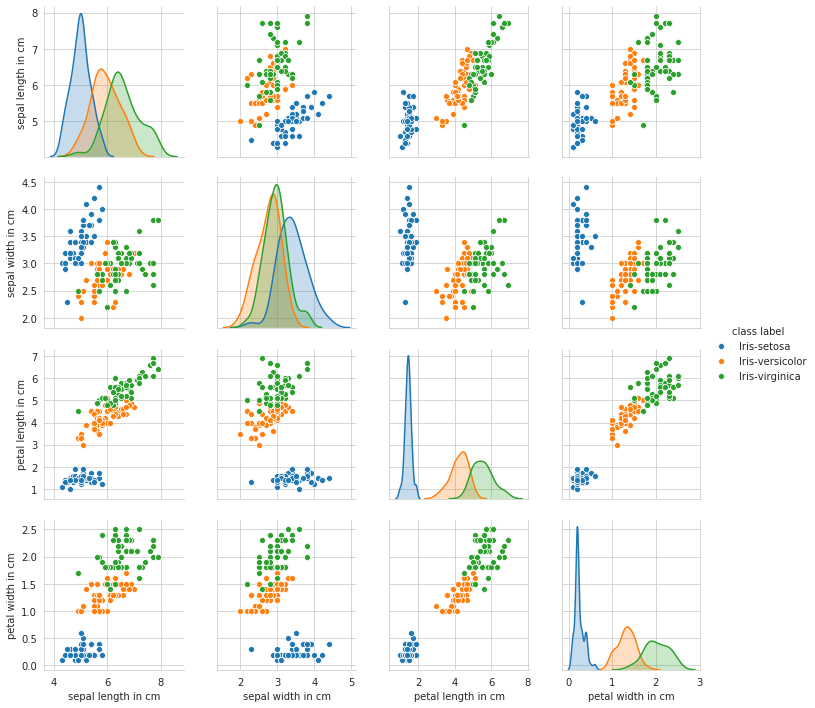 8
7
6
5
sepal length in cm
4.5
4.0
3.5
3.0
2.5
2.0
sepal width in cm
class label
Iris-setosa
Iris-versicolor
Iris-virginica
7
6
5
4
3
2
1
petal length in cm
2.5
2.0
1.5
1.0
0.5
0.0
petal width in cm
4 6 8
sepal length in cm
2 3 4 5
sepal width in cm
2 4 6 8
petal length in cm
0 1 2 3
petal width in cm